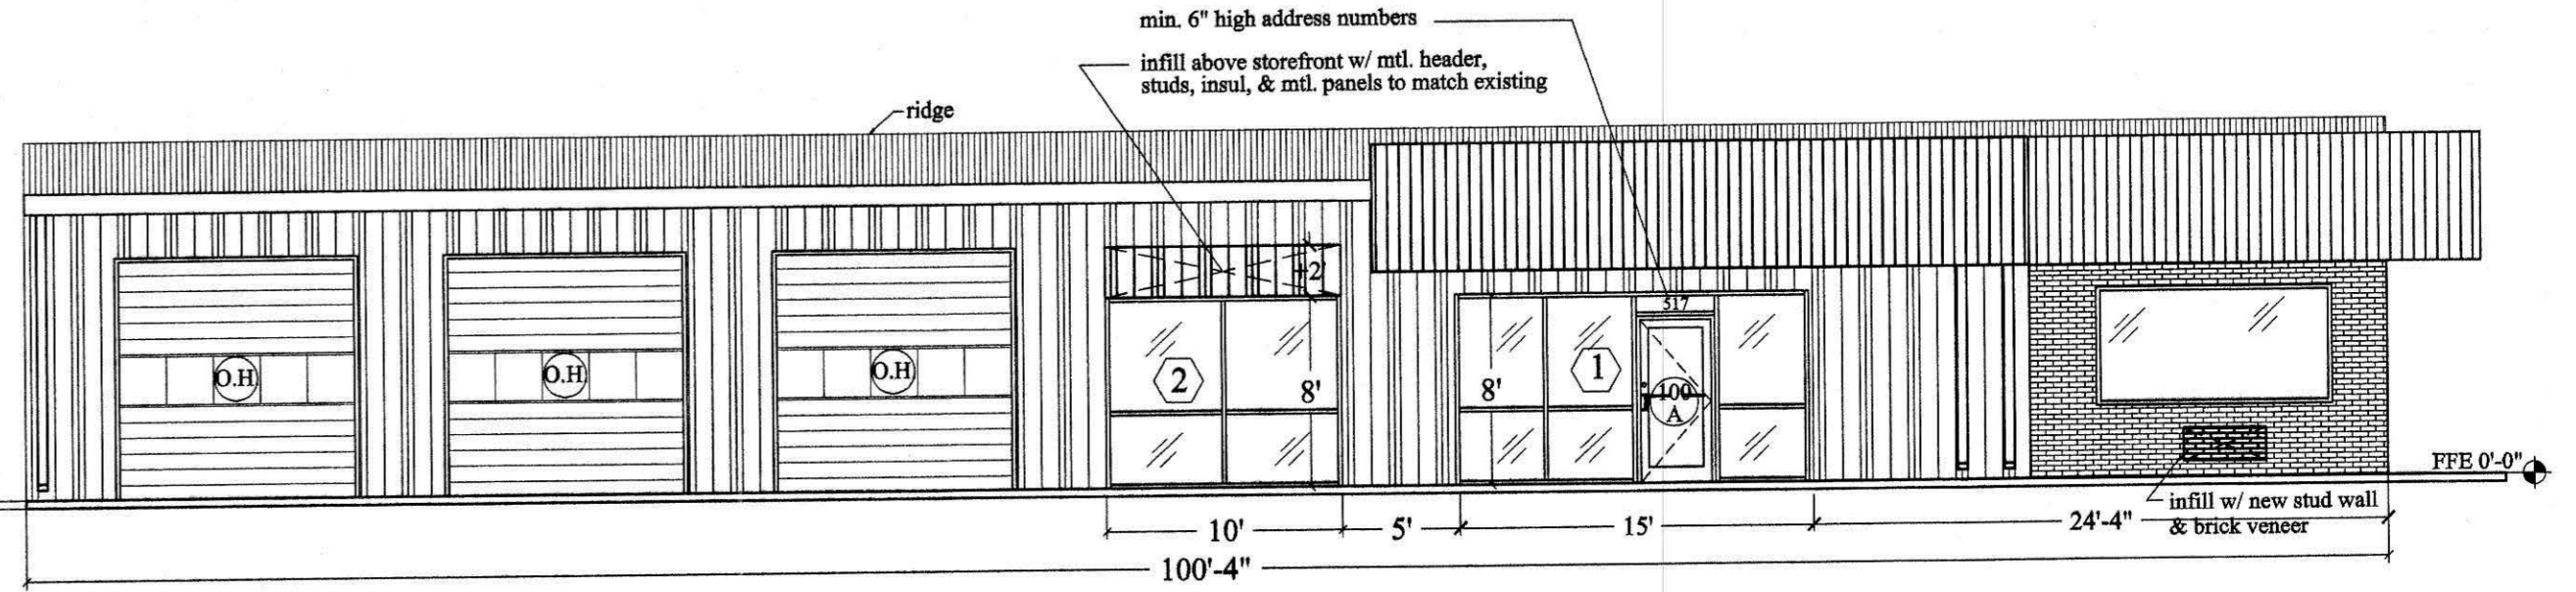 min. 6" high address numbers
infill above storefront w/ mtl. header,
studs, insul, & mtl. panels to match existing
ridge
±2'
517
O.H.
O.H.
O.H.
2
8'
8'
1
100
A
FFE 0'-0"
infill w/ new stud wall
& brick veneer
10'
5'
15'
24'-4"
100'-4"